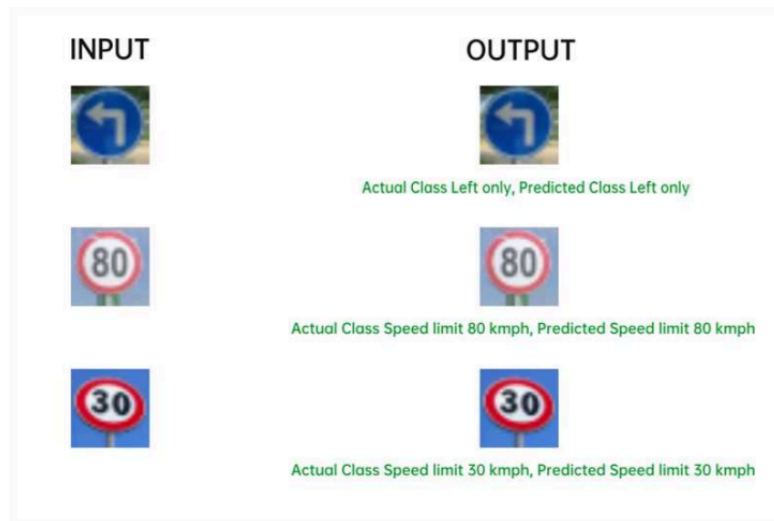 INPUT
OUTPUT
Actual Class Left only, Predicted Class Left only
80
80
Actual Class Speed limit 80 kmph, Predicted Speed limit 80 kmph
30
30
Actual Class Speed limit 30 kmph, Predicted Speed limit 30 kmph